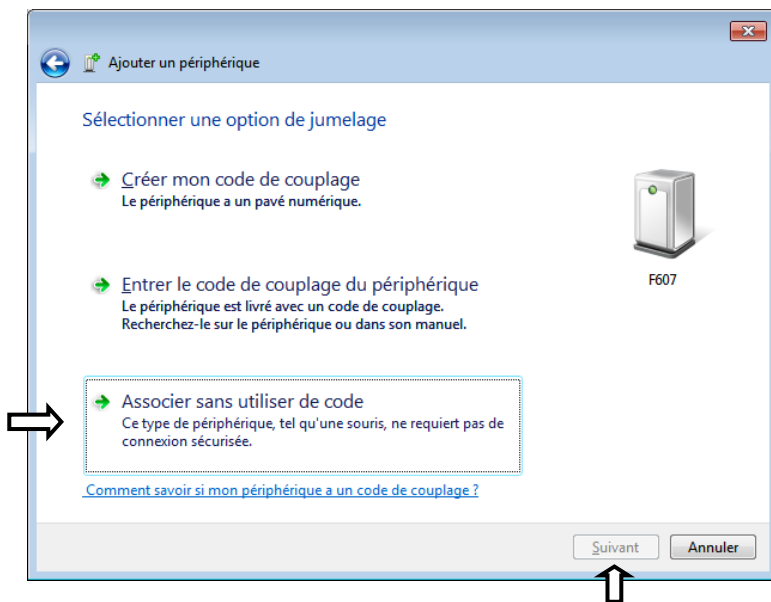 Ajouter un périphérique
Sélectionner une option de jumelage
Créer mon code de couplage
Le périphérique a un pavé numérique.
Entrer le code de couplage du périphérique
Le périphérique est livré avec un code de couplage.
Recherchez-le sur le périphérique ou dans son manuel.
F607
Associer sans utiliser de code
Ce type de périphérique, tel qu'une souris, ne requiert pas de
connexion sécurisée.
Comment savoir si mon périphérique a un code de couplage ?
Suivant
Annuler